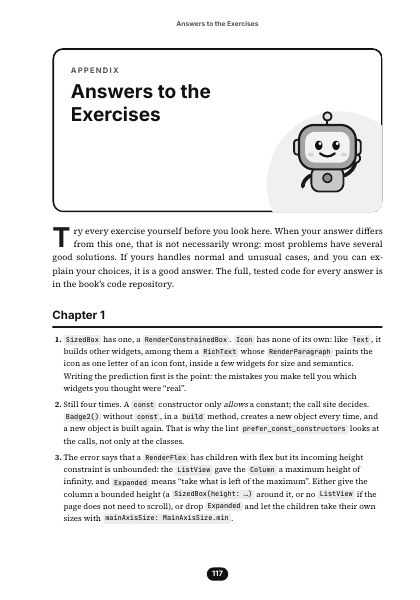 Answers to the Exercises
APPENDIX
Answers to the
Exercises
Try every exercise yourself before you look here. When your answer differs
from this one, that is not necessarily wrong: most problems have several
good solutions. If yours handles normal and unusual cases, and you can ex-
plain your choices, it is a good answer. The full, tested code for every answer is
in the book's code repository.
Chapter 1
1. SizedBox has one, a RenderConstrainedBox. Icon has none of its own: like Text, it
builds other widgets, among them a RichText whose RenderParagraph paints the
icon as one letter of an icon font, inside a few widgets for size and semantics.
Writing the prediction first is the point: the mistakes you make tell you which
widgets you thought were “real”.
2. Still four times. A const constructor only allows a constant; the call site decides.
Badge2() without const, in a build method, creates a new object every time, and
a new object is built again. That is why the lint prefer_const_constructors looks at
the calls, not only at the classes.
3. The error says that a RenderFlex has children with flex but its incoming height
constraint is unbounded: the ListView gave the Column a maximum height of
infinity, and Expanded means “take what is left of the maximum”. Either give the
column a bounded height (a SizedBox(height: …) around it, or no ListView if the
page does not need to scroll), or drop Expanded and let the children take their own
sizes with mainAxisSize: MainAxisSize.min.
117